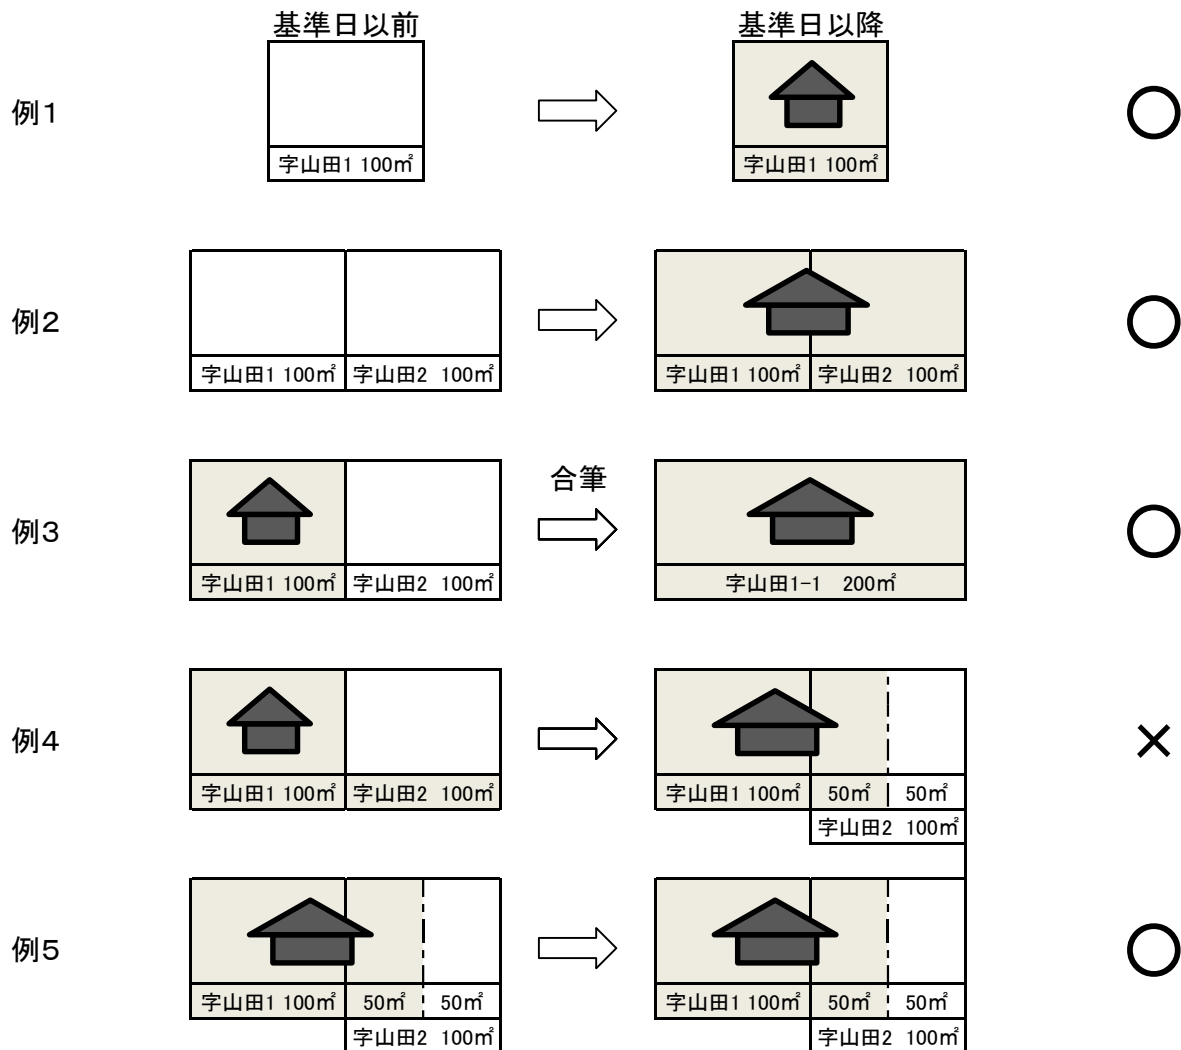 基準日以前 基準日以降
例1
字山田1 100㎡ 字山田1 100㎡
○
例2
字山田1 100㎡ 字山田2 100㎡ 字山田1 100㎡ 字山田2 100㎡
○
合筆
例3
字山田1 100㎡ 字山田2 100㎡ 字山田1-1 200㎡
○
例4
字山田1 100㎡ 字山田2 100㎡ 字山田1 100㎡ 50㎡ 50㎡
×
字山田2 100㎡
例5
字山田1 100㎡ 50㎡ 50㎡ 字山田1 100㎡ 50㎡ 50㎡
○
字山田2 100㎡ 字山田2 100㎡